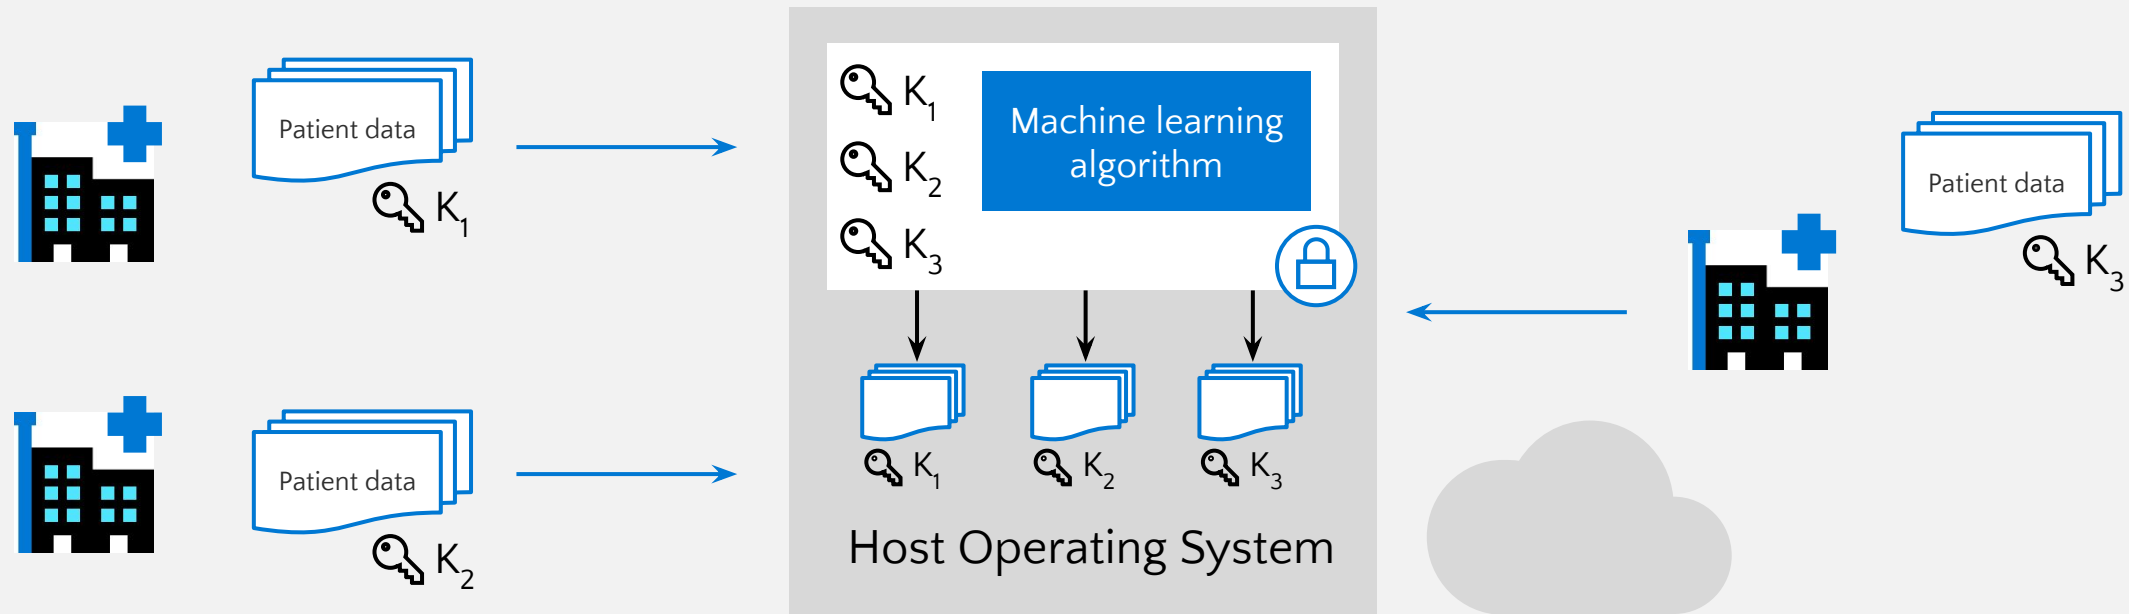 Patient data
K₁
Patient data
K₂
K₁
K₂
K₃
Machine learning
algorithm
K₁
K₂
K₃
Host Operating System
Patient data
K₃